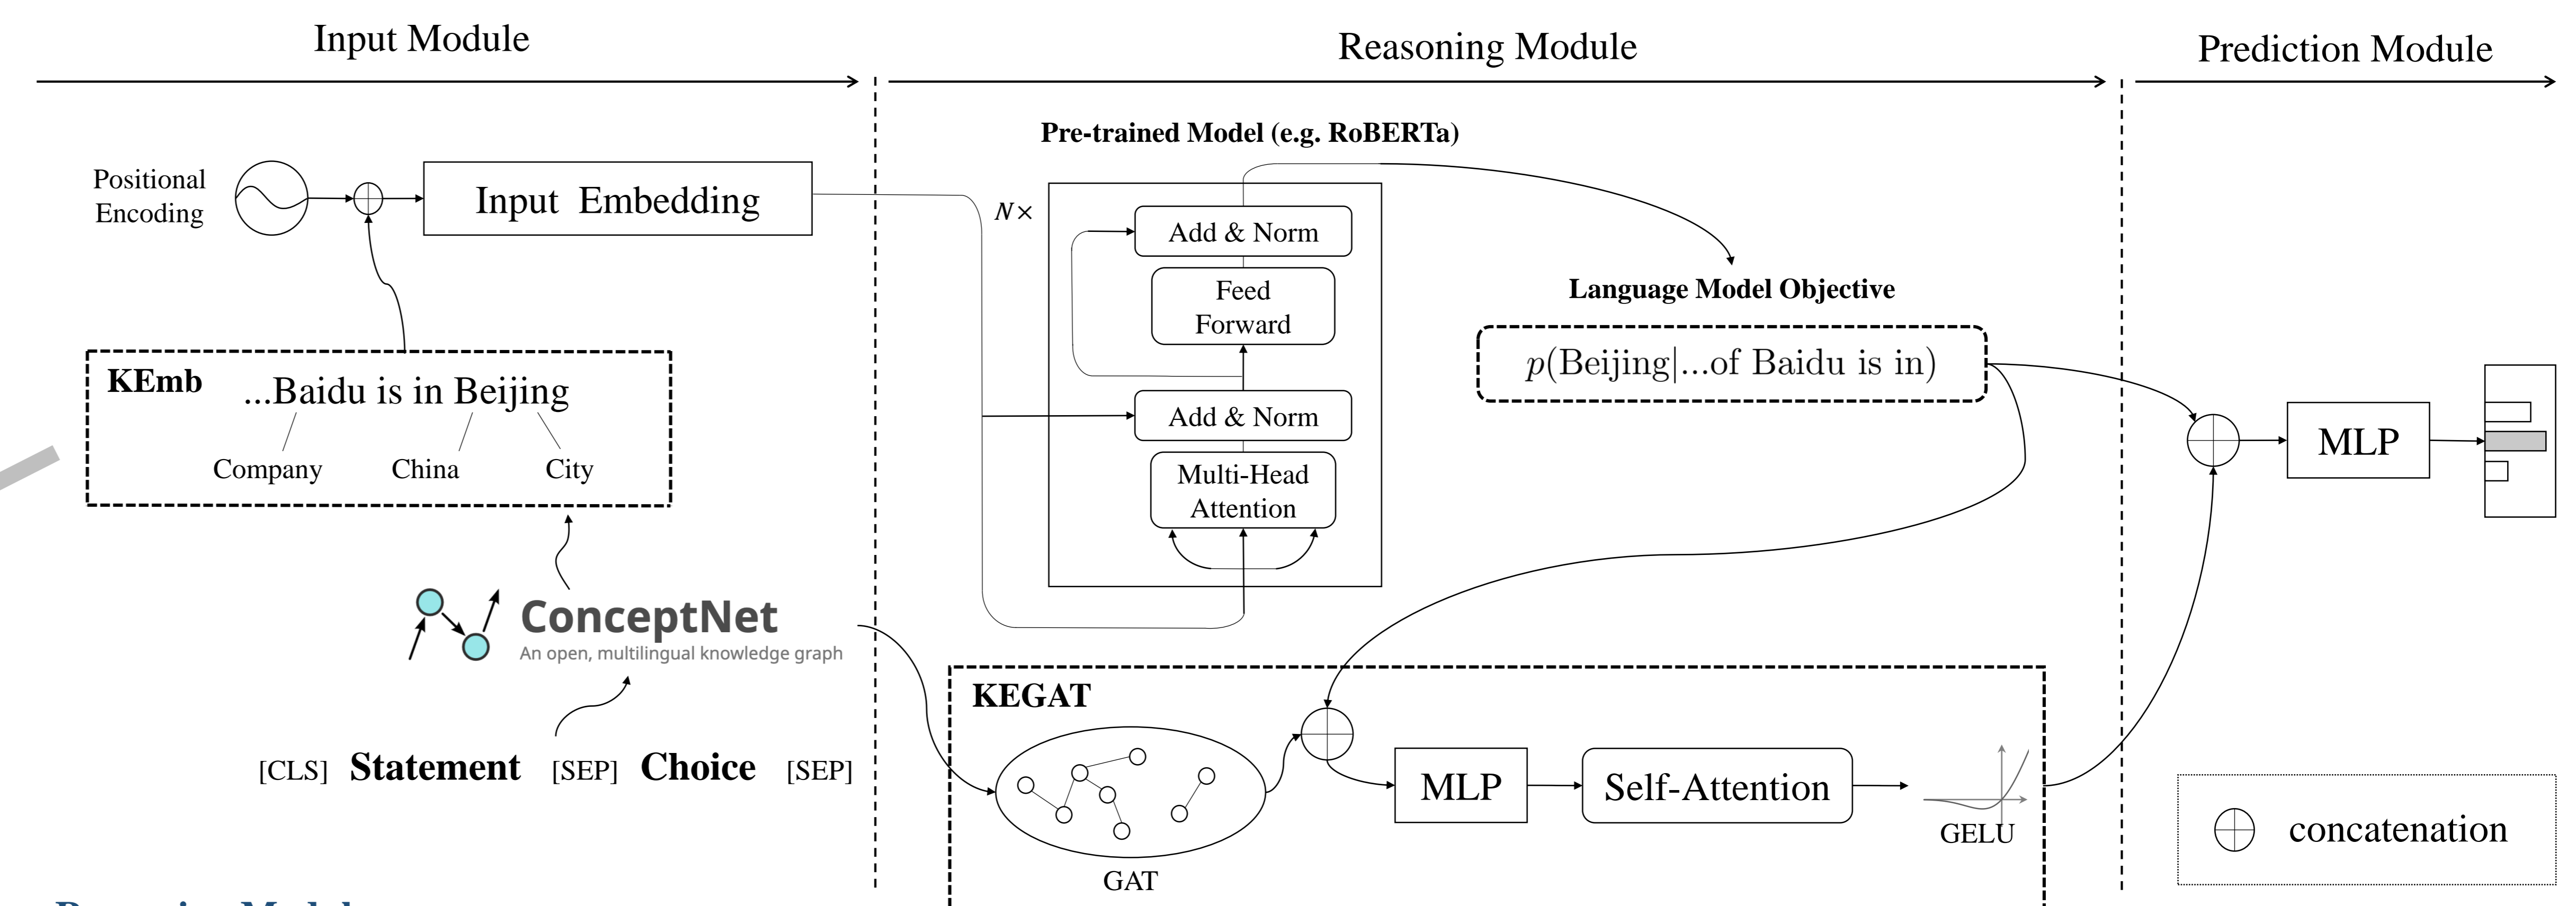 Input Module
Reasoning Module
Prediction Module
Pre-trained Model (e.g. RoBERTa)
Positional
Encoding
Input Embedding
N×
Add & Norm
Feed
Forward
Add & Norm
Multi-Head
Attention
Language Model Objective
p(Beijing|...of Baidu is in)
KEmb
...Baidu is in Beijing
Company
China
City
MLP
ConceptNet
An open, multilingual knowledge graph
[CLS] Statement [SEP] Choice [SEP]
KEGAT
GAT
MLP
Self-Attention
GELU
concatenation